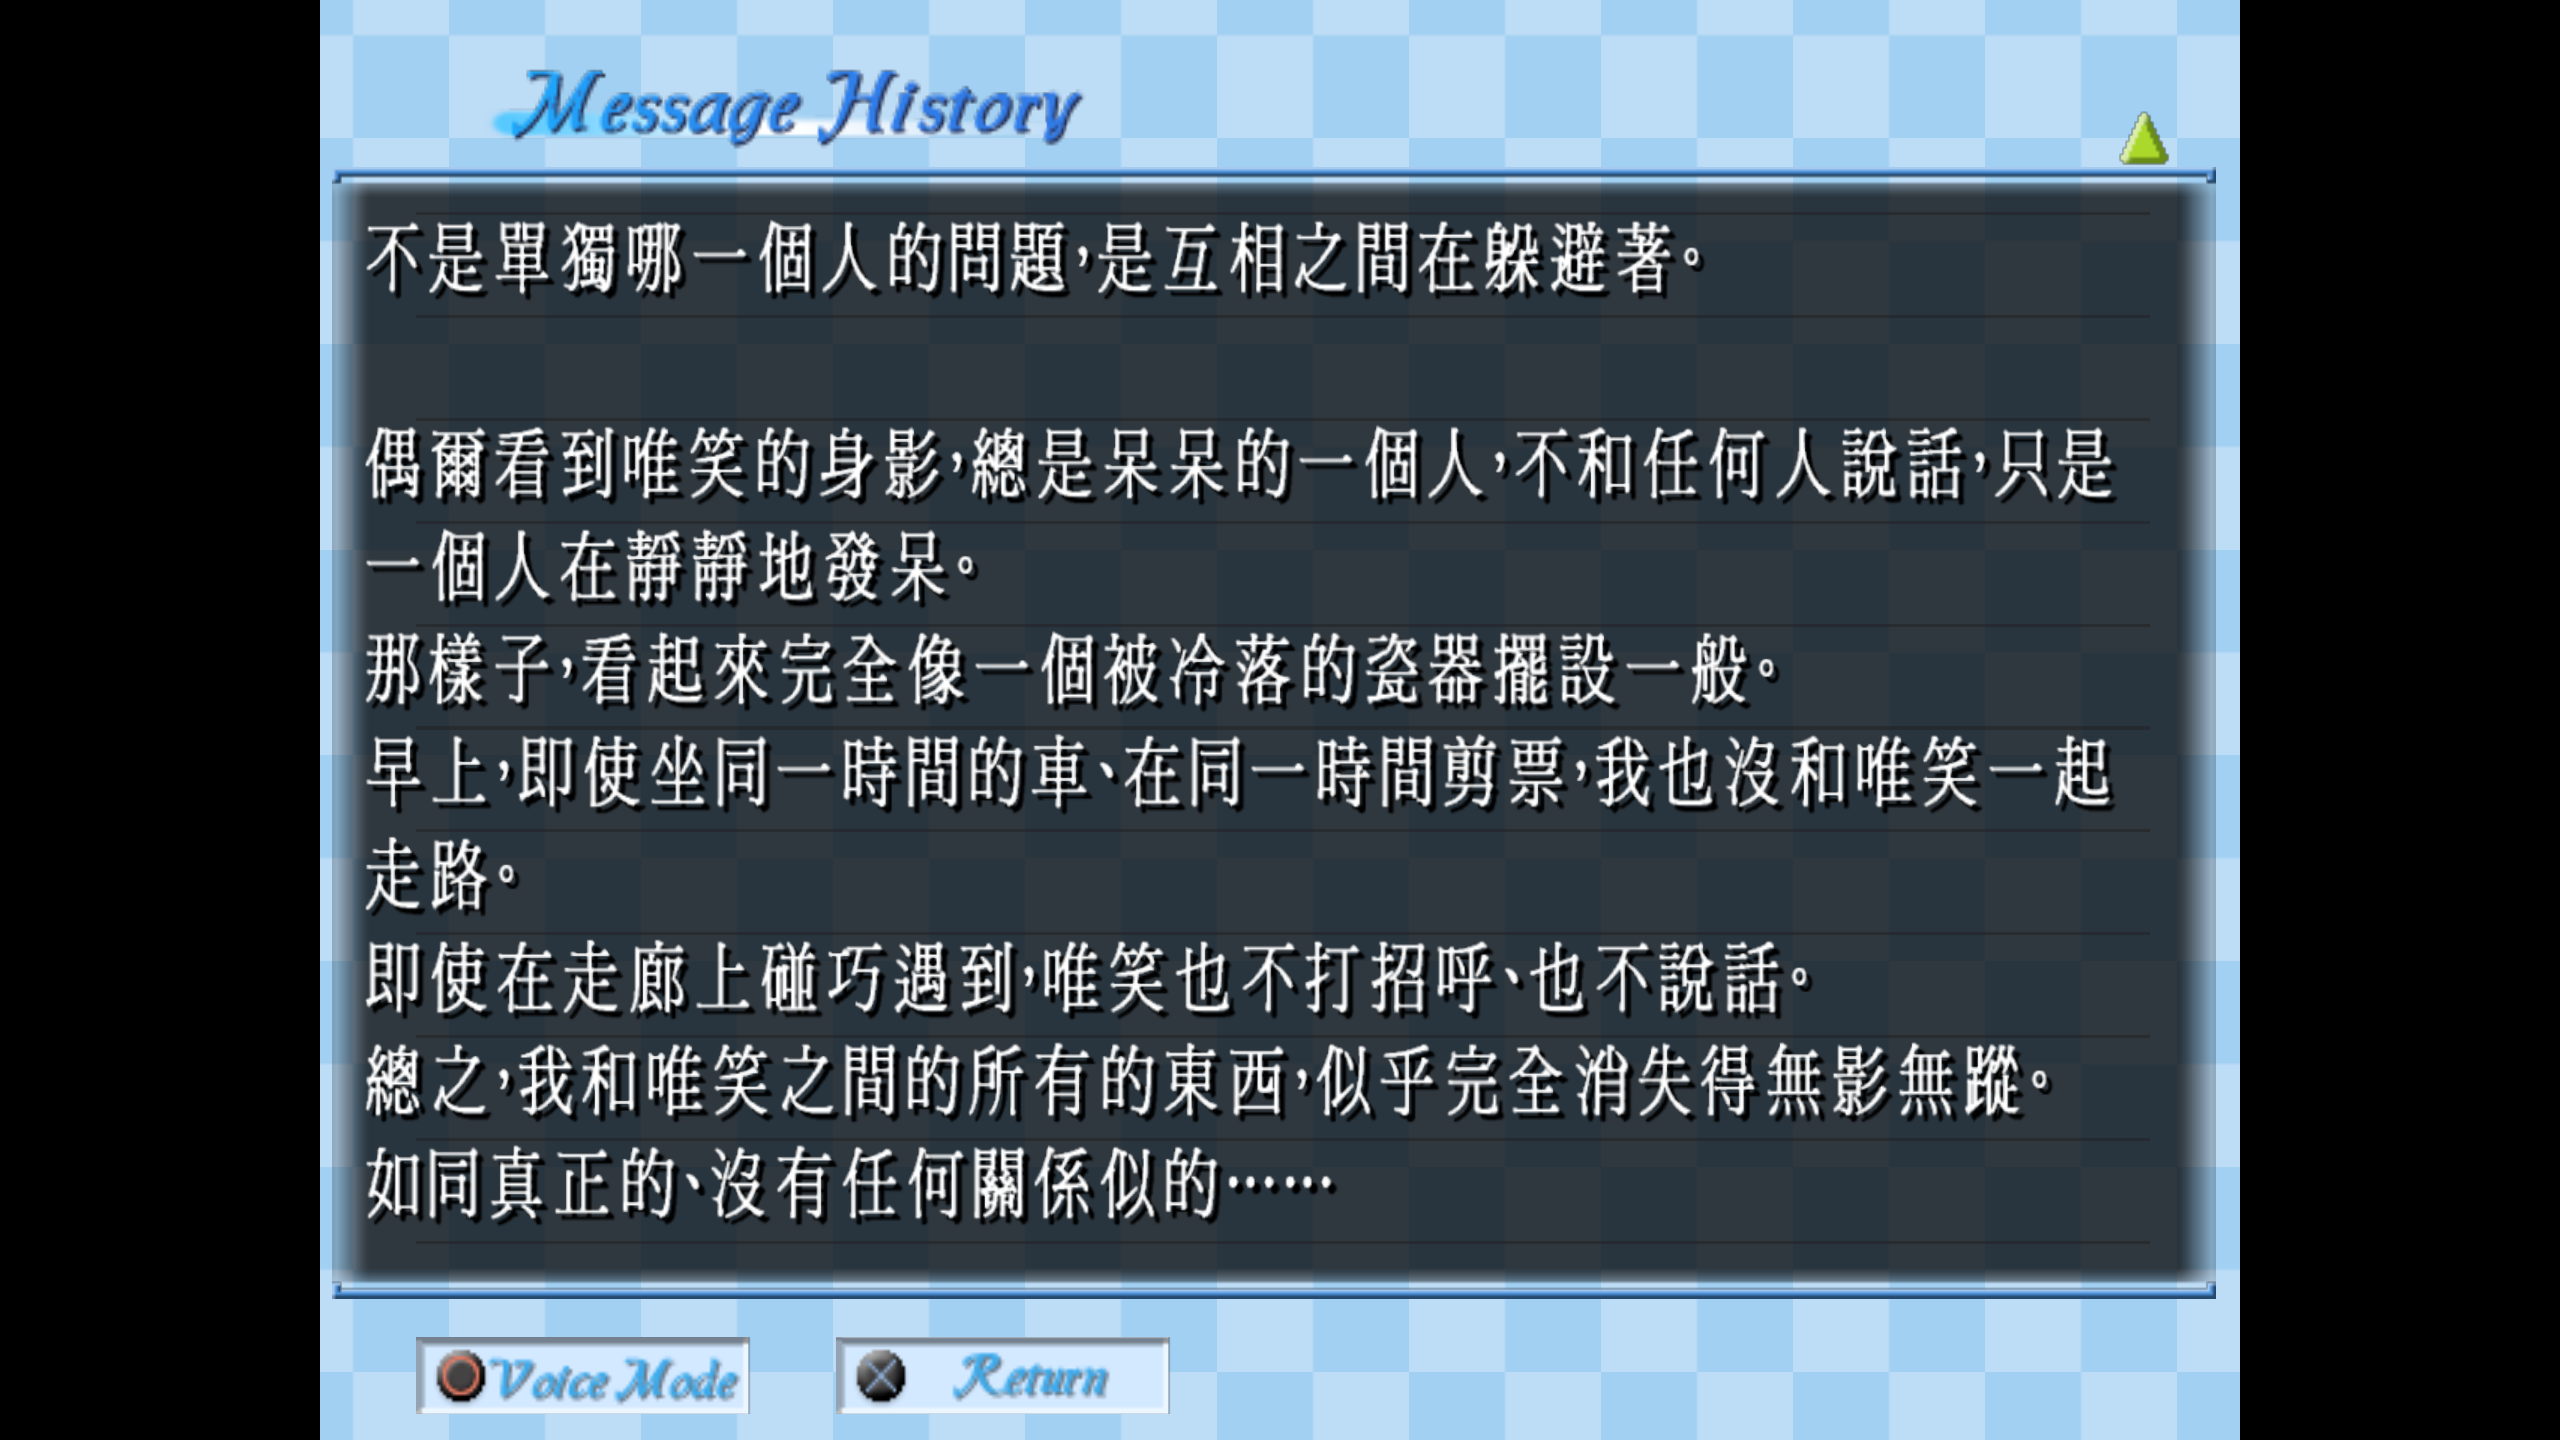 Message History
不是單獨哪一個人的問題，是互相之間在躲避著。
偶爾看到唯笑的身影，總是呆呆的一個人，不和任何人說話，只是
一個人在靜靜地發呆。
那樣子，看起來完全像一個被冷落的瓷器擺設一般。
早上，即使坐同一時間的車、在同一時間剪票，我也沒和唯笑一起
走路。
即使在走廊上碰巧遇到，唯笑也不打招呼、也不說話。
總之，我和唯笑之間的所有的東西，似乎完全消失得無影無蹤。
如同真正的、沒有任何關係似的……
Voice Mode
Return